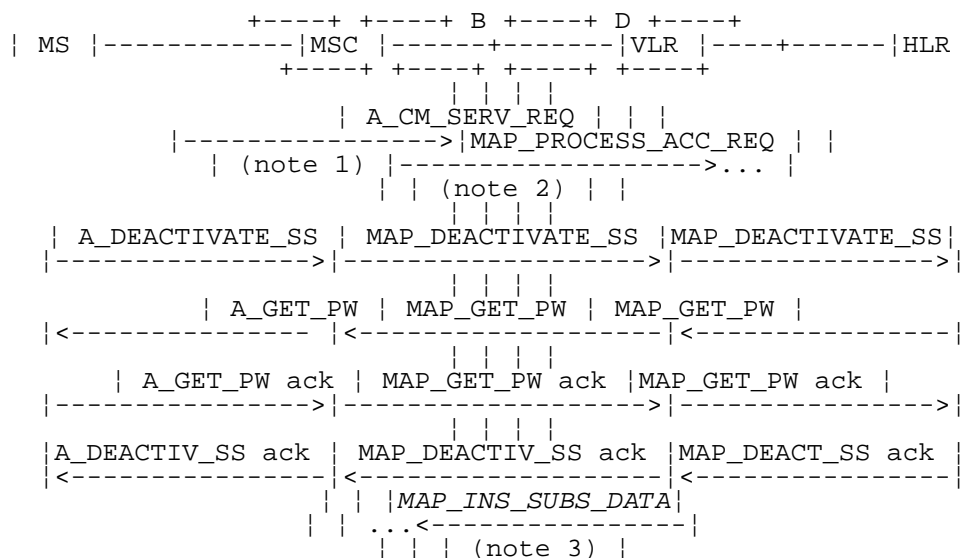 +----+ +----+ B +----+ D +----+
¦ MS ¦------------¦MSC ¦------+-------¦VLR ¦----+------¦HLR
+----+ +----+ +----+ +----+
¦ ¦ ¦ ¦
¦ A_CM_SERV_REQ ¦ ¦ ¦
¦----------------->¦MAP_PROCESS_ACC_REQ ¦ ¦
¦ (note 1) ¦-------------------->... ¦
¦ ¦ (note 2) ¦ ¦
¦ ¦ ¦ ¦
¦ A_DEACTIVATE_SS ¦ MAP_DEACTIVATE_SS ¦MAP_DEACTIVATE_SS¦
¦----------------->¦-------------------->¦----------------->¦
¦ ¦ ¦ ¦
¦ A_GET_PW ¦ MAP_GET_PW ¦ MAP_GET_PW ¦
¦<---------------- ¦<---------------------¦<-----------------¦
¦ ¦ ¦ ¦
¦ A_GET_PW ack ¦ MAP_GET_PW ack ¦MAP_GET_PW ack ¦
¦----------------->¦-------------------->¦----------------->¦
¦ ¦ ¦ ¦
¦A_DEACTIV_SS ack ¦ MAP_DEACTIV_SS ack ¦MAP_DEACT_SS ack ¦
¦<-----------------¦<--------------------¦<-----------------¦
¦ ¦ ¦MAP_INS_SUBS_DATA¦
¦ ¦ ...<-----------------¦
¦ ¦ ¦ (note 3) ¦